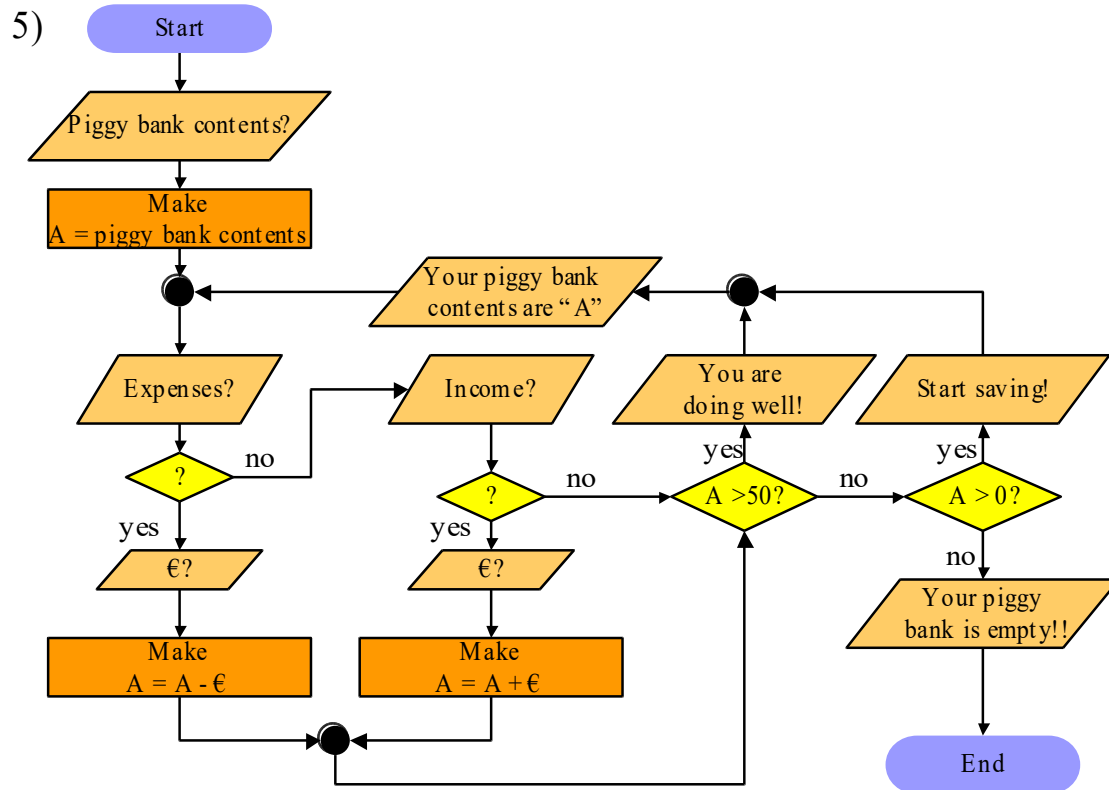 5)
Start
Piggy bank contents?
Make
A = piggy bank contents
Your piggy bank
contents are “A”
Expenses?
Income?
You are
doing well!
Start saving!
?
no
yes
?
no
yes
A >50?
yes
no
A > 0?
yes
no
€?
€?
Your piggy
bank is empty!!
Make
A = A - €
Make
A = A + €
End